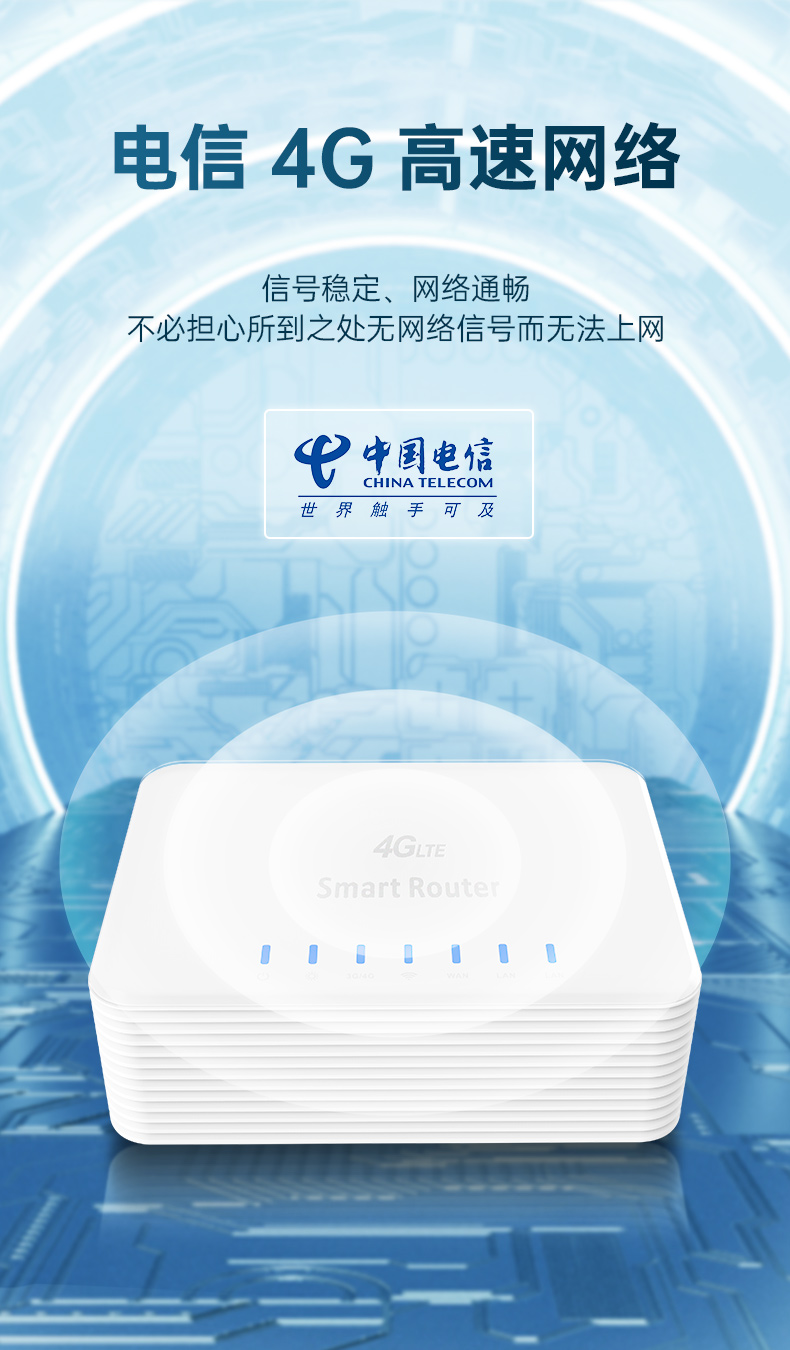 电信 4G 高速网络
信号稳定、网络通畅
不必担心所到之处无网络信号而无法上网
中国电信
CHINA TELECOM
世界触手可及
4GLTE
Smart Router